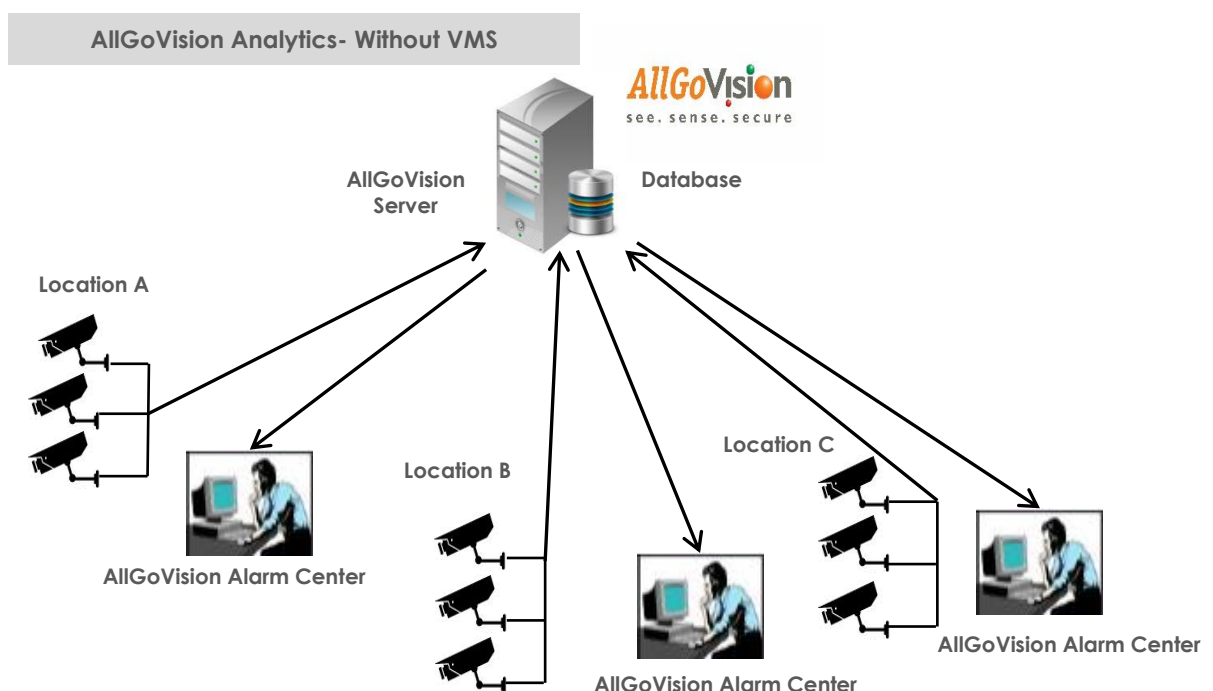 AllGoVision Analytics- Without VMS
AllGoVision
see. sense. secure
AllGoVision
Server
Database
Location A
Location B
Location C
AllGoVision Alarm Center
AllGoVision Alarm Center
AllGoVision Alarm Center